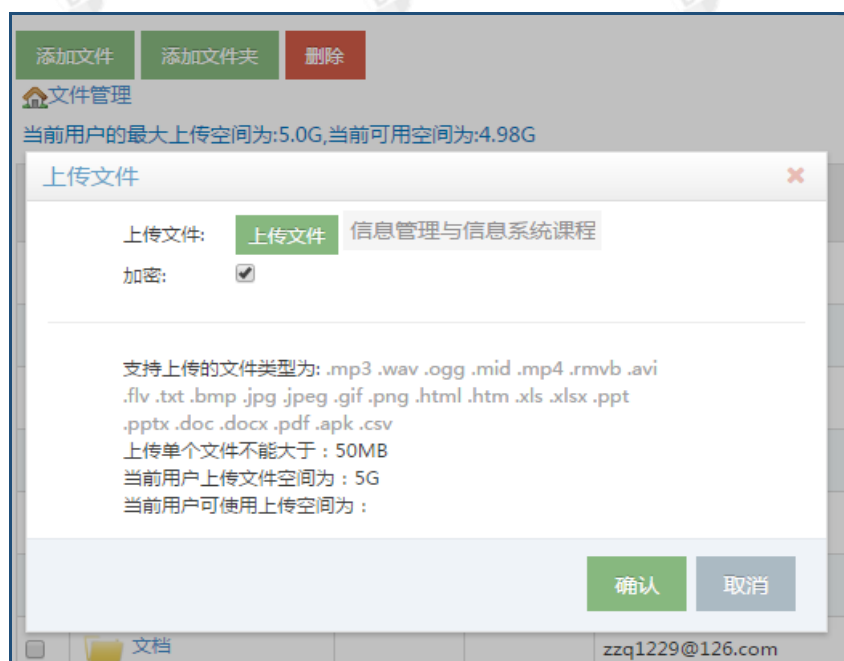 添加文件 添加文件夹 删除
文件管理
当前用户的最大上传空间为:5.0G,当前可用空间为:4.98G
上传文件
上传文件: 上传文件 信息管理与信息系统课程
加密:
支持上传的文件类型为: .mp3 .wav .ogg .mid .mp4 .rmvb .avi
.flv .txt .bmp .jpg .jpeg .gif .png .html .htm .xls .xlsx .ppt
.pptx .doc .docx .pdf .apk .csv
上传单个文件不能大于：50MB
当前用户上传文件空间为：5G
当前用户可使用上传空间为：
确认 取消
文档 zzq1229@126.com